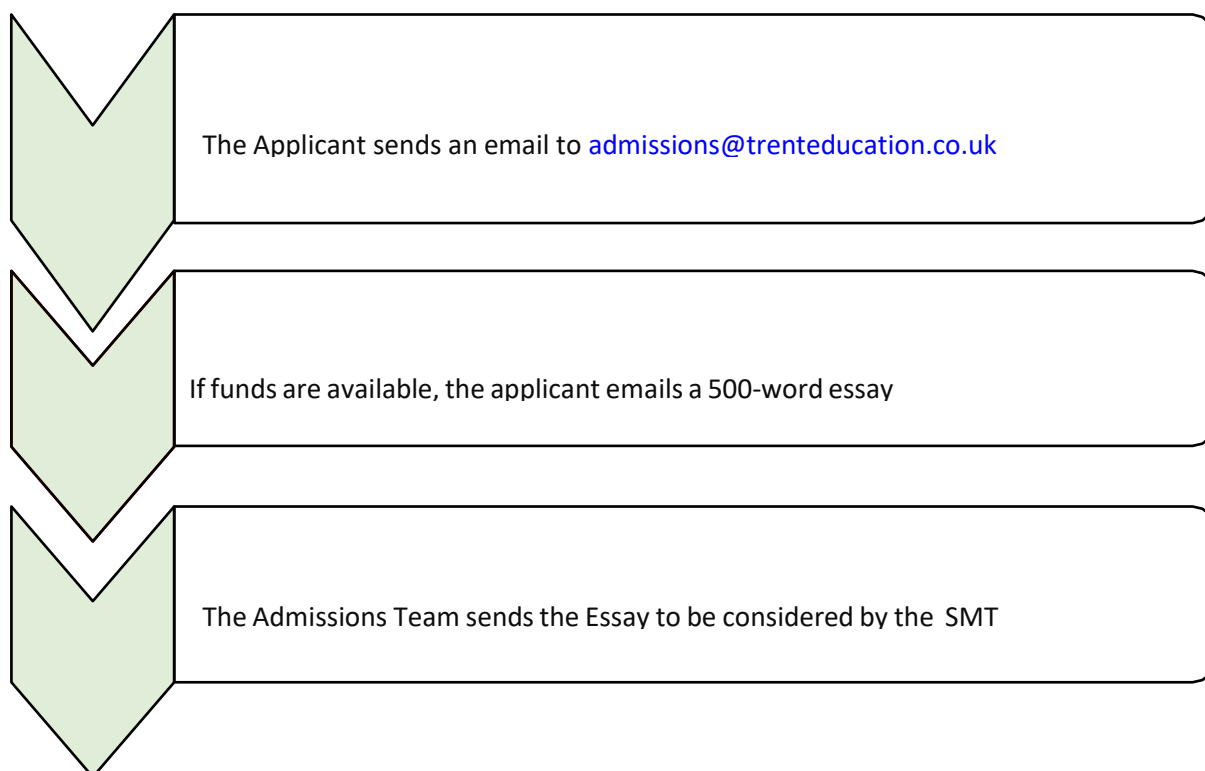 The Applicant sends an email to admissions@trenteducation.co.uk
If funds are available, the applicant emails a 500-word essay
The Admissions Team sends the Essay to be considered by the SMT